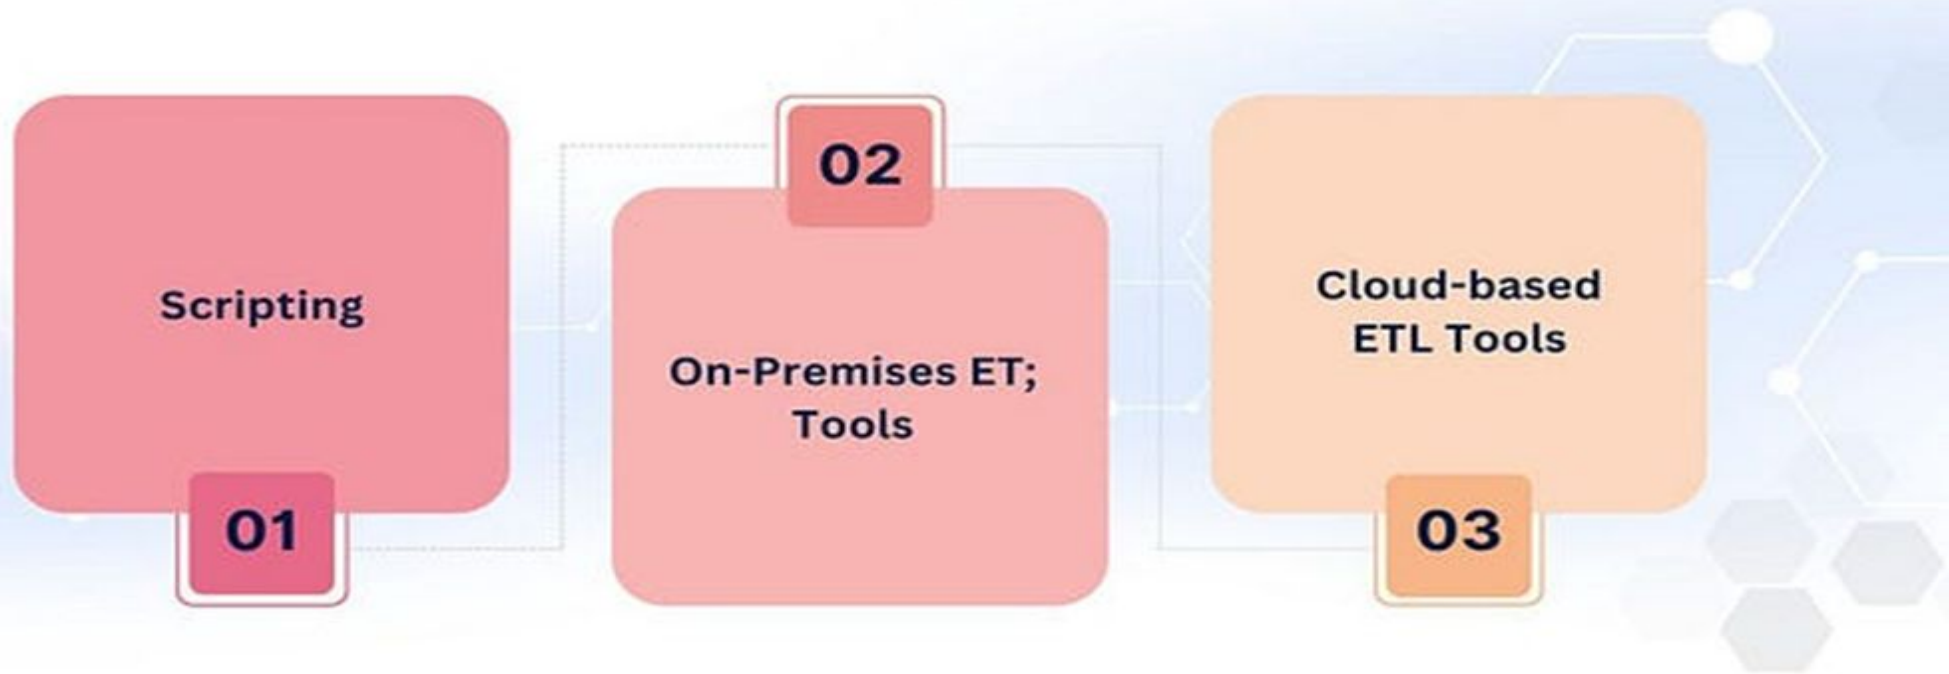 Scripting
01
02
On-Premises ET;
Tools
Cloud-based
ETL Tools
03